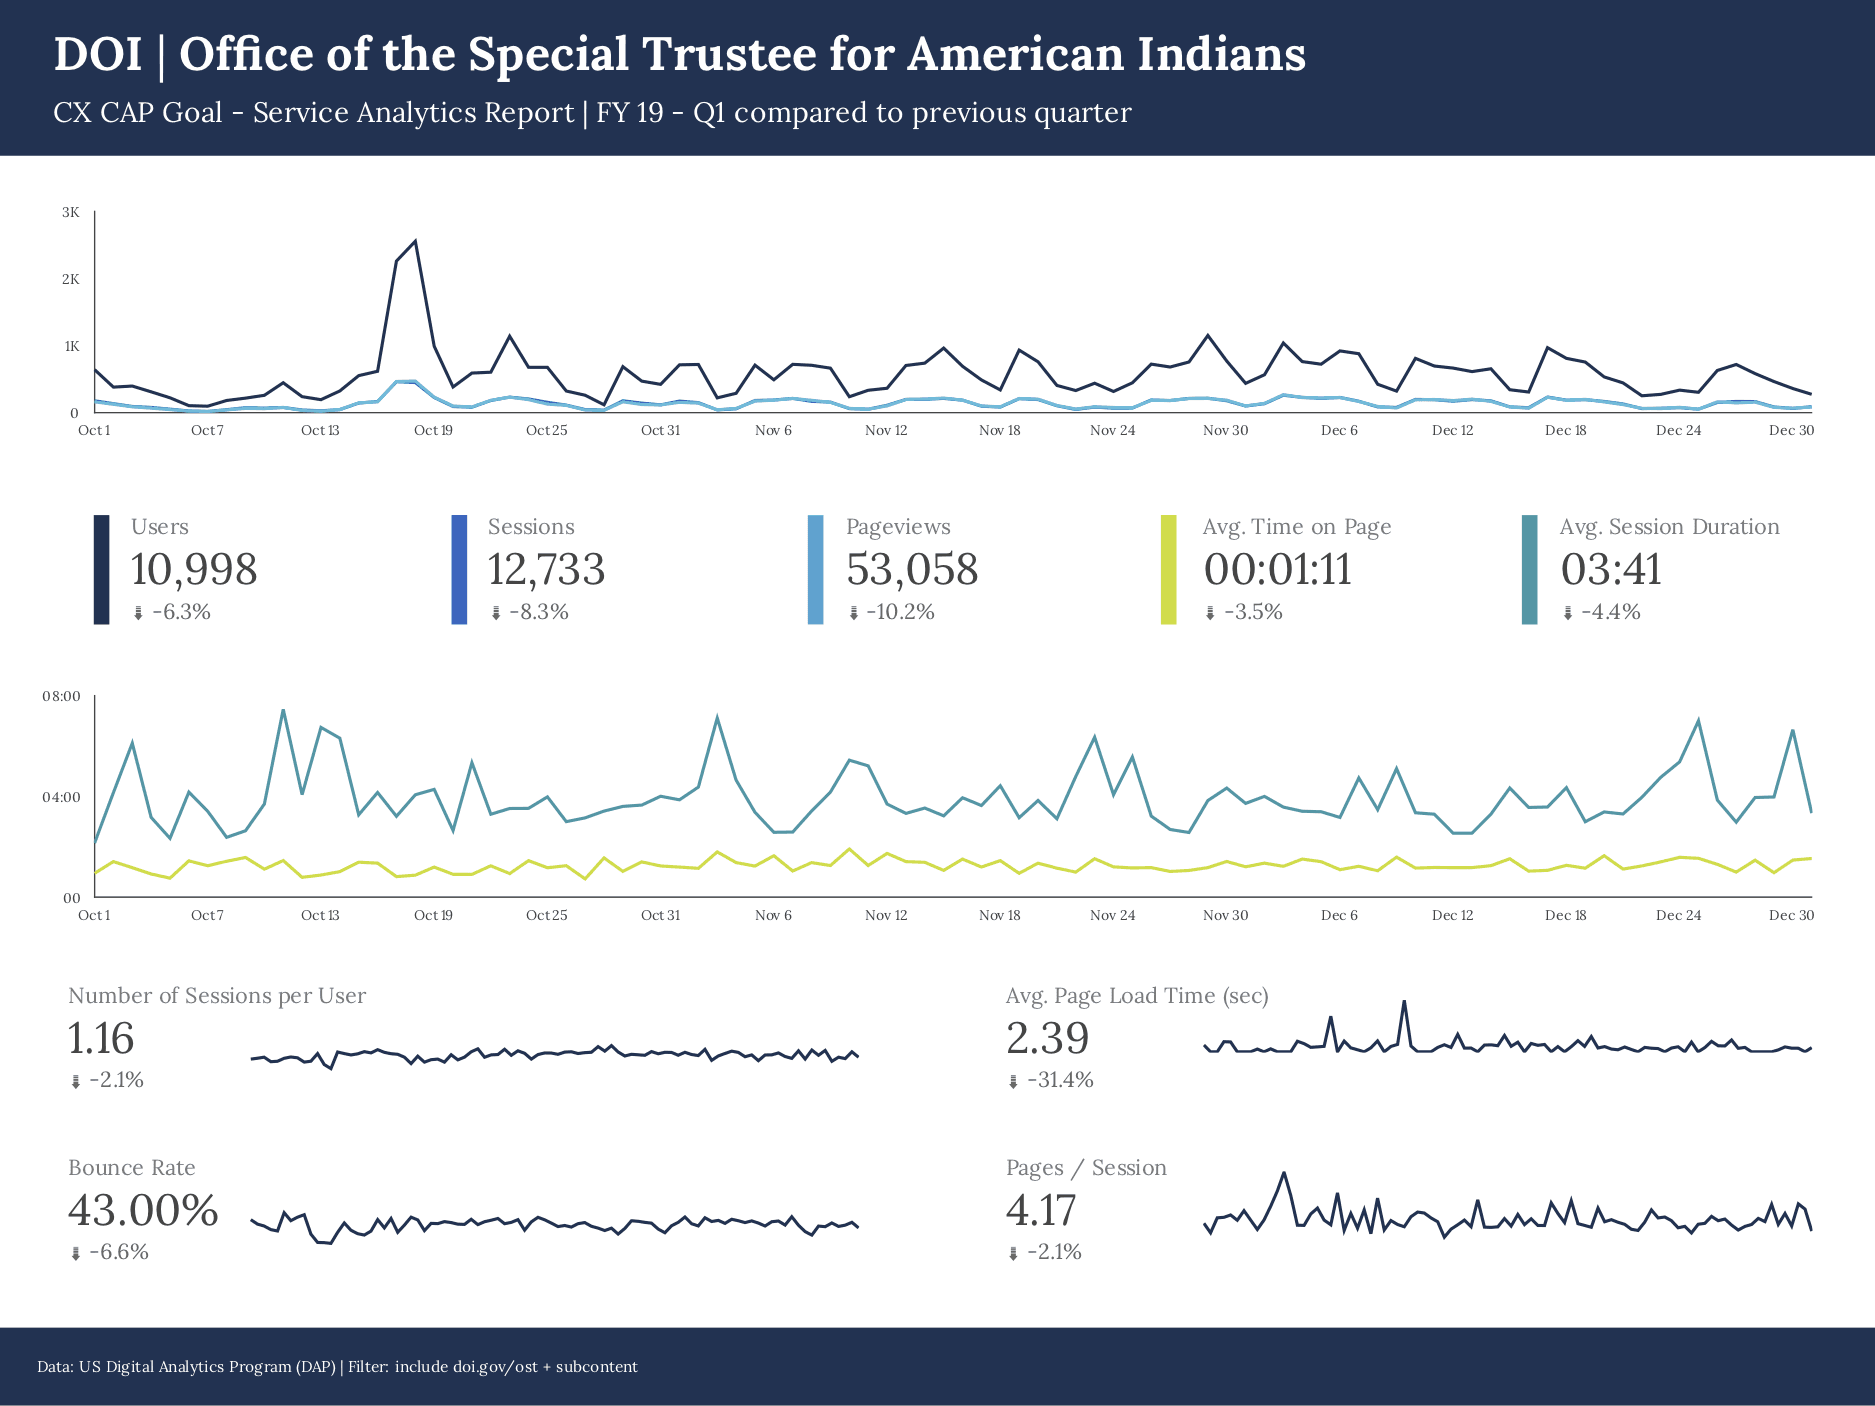 DOI | Office of the Special Trustee for American Indians
CX CAP Goal - Service Analytics Report | FY 19 - Q1 compared to previous quarter
3K
2K
1K
0
Oct 1 Oct 7 Oct 13 Oct 19 Oct 25 Oct 31 Nov 6 Nov 12 Nov 18 Nov 24 Nov 30 Dec 6 Dec 12 Dec 18 Dec 24 Dec 30
Users Sessions Pageviews Avg. Time on Page Avg. Session Duration
10,998 12,733 53,058 00:01:11 03:41
-6.3% -8.3% -10.2% -3.5% -4.4%
08:00
04:00
00
Oct 1 Oct 7 Oct 13 Oct 19 Oct 25 Oct 31 Nov 6 Nov 12 Nov 18 Nov 24 Nov 30 Dec 6 Dec 12 Dec 18 Dec 24 Dec 30
Number of Sessions per User
1.16
-2.1%
Avg. Page Load Time (sec)
2.39
-31.4%
Bounce Rate
43.00%
-6.6%
Pages / Session
4.17
-2.1%
Data: US Digital Analytics Program (DAP) | Filter: include doi.gov/ost + subcontent